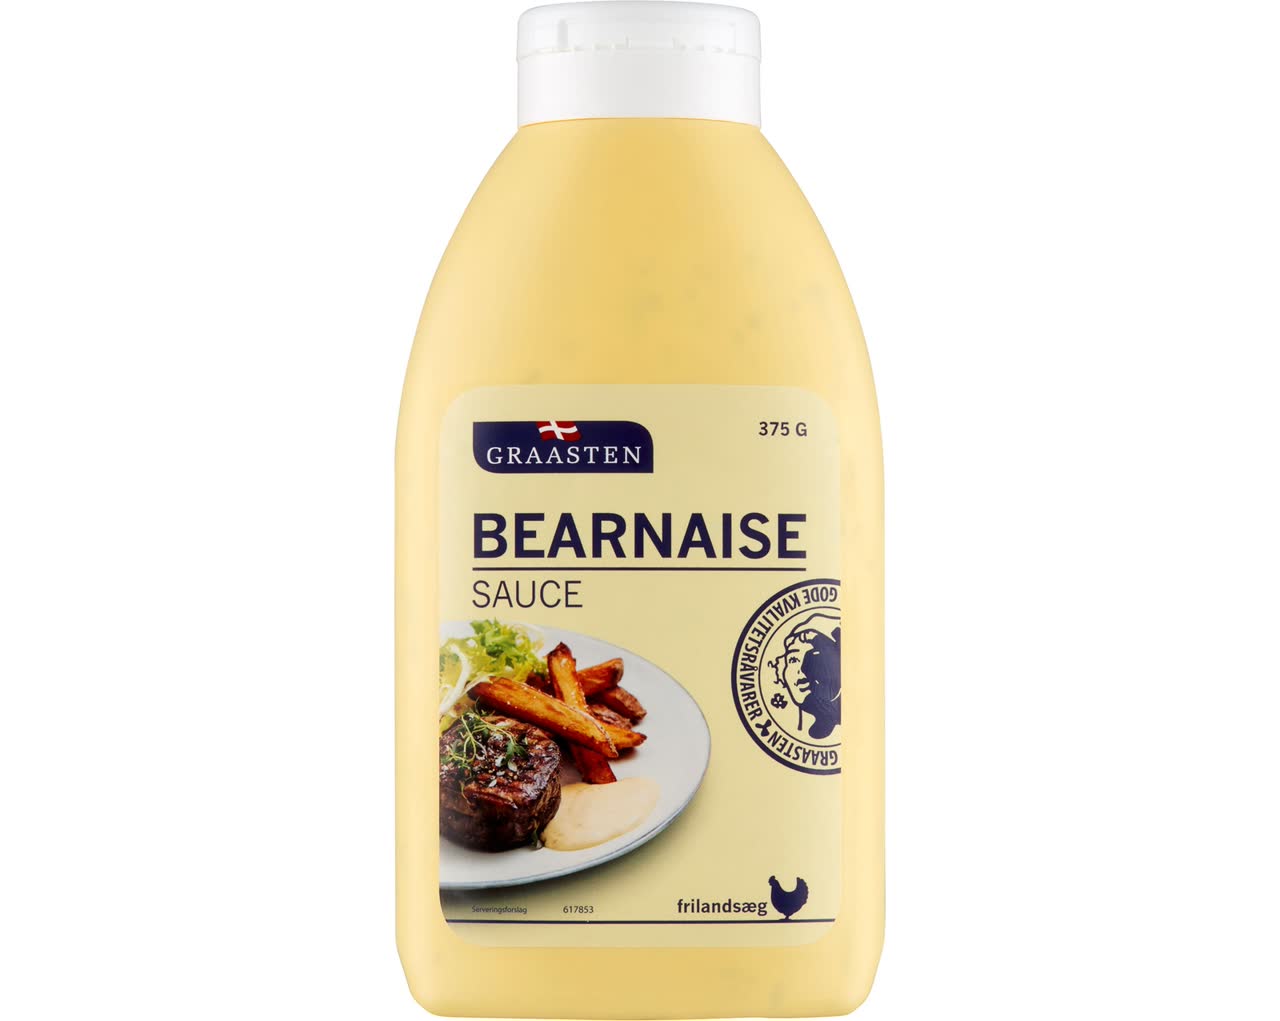 375 G
GRAASTEN
BEARNAISE
SAUCE
GRAASTEN
GODE KVALITETSRÅVARER
frilandsæg
Serveringsforslag 617853